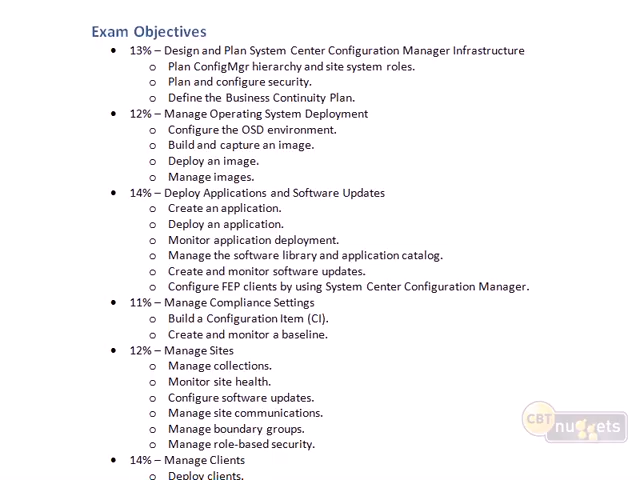 Exam Objectives
• 13% – Design and Plan System Center Configuration Manager Infrastructure
o Plan ConfigMgr hierarchy and site system roles.
o Plan and configure security.
o Define the Business Continuity Plan.
• 12% – Manage Operating System Deployment
o Configure the OSD environment.
o Build and capture an image.
o Deploy an image.
o Manage images.
• 14% – Deploy Applications and Software Updates
o Create an application.
o Deploy an application.
o Monitor application deployment.
o Manage the software library and application catalog.
o Create and monitor software updates.
o Configure FEP clients by using System Center Configuration Manager.
• 11% – Manage Compliance Settings
o Build a Configuration Item (CI).
o Create and monitor a baseline.
• 12% – Manage Sites
o Manage collections.
o Monitor site health.
o Configure software updates.
o Manage site communications.
o Manage boundary groups.
o Manage role-based security.
• 14% – Manage Clients
o Deploy clients.
CBT nuggets